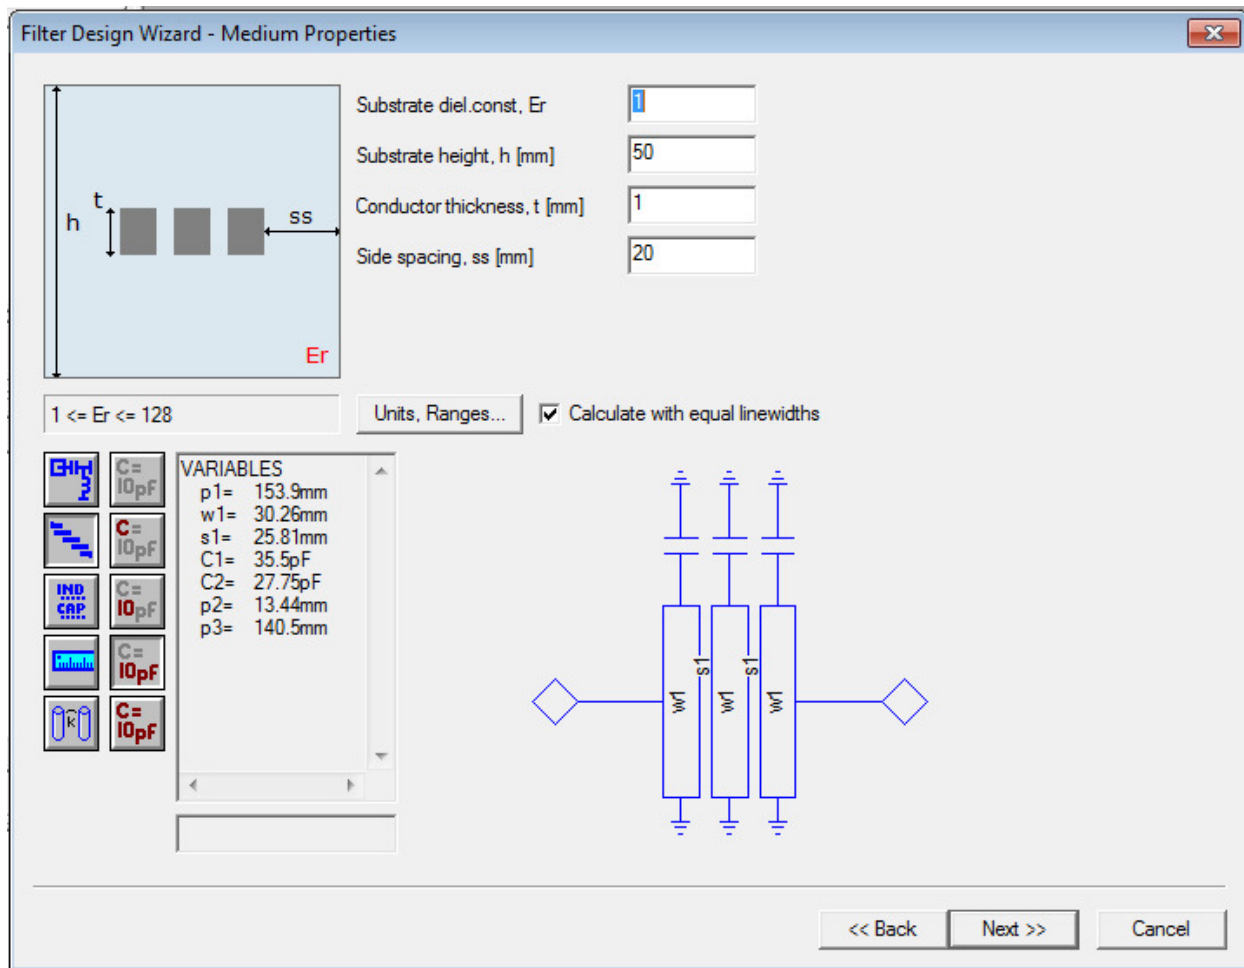 Filter Design Wizard - Medium Properties
t
h
ss
Er
Substrate diel.const, Er
1
Substrate height, h [mm]
50
Conductor thickness, t [mm]
1
Side spacing, ss [mm]
20
1 <= Er <= 128
Units, Ranges...
Calculate with equal linewidths
C=
10pF
C=
10pF
IND
CAP
C=
10pF
C=
10pF
K
C=
10pF
VARIABLES
p1= 153.9mm
w1= 30.26mm
s1= 25.81mm
C1= 35.5pF
C2= 27.75pF
p2= 13.44mm
p3= 140.5mm
w1
s1
w1
s1
w1
<< Back
Next >>
Cancel